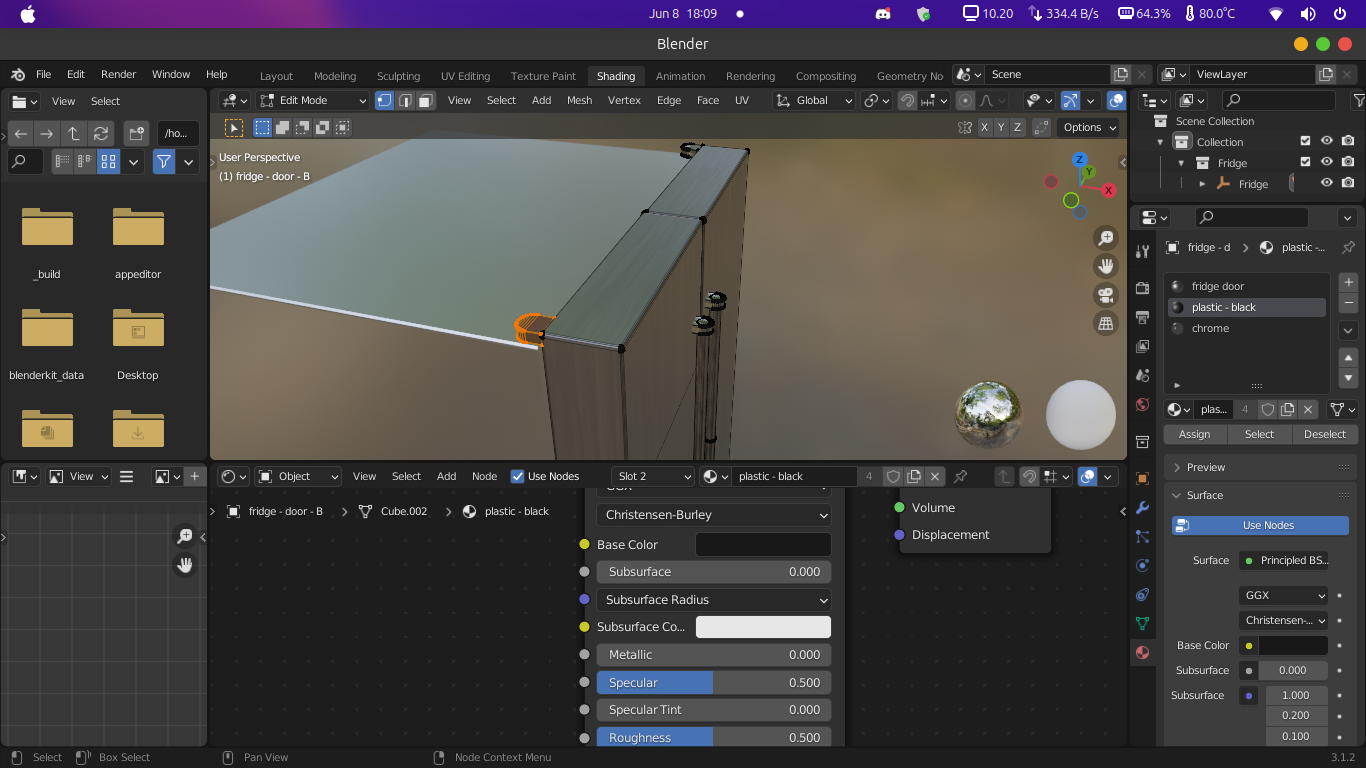 Jun 8 18:09
10.20
334.4 B/s
64.3%
80.0°C
Blender
File Edit Render Window Help
Layout Modeling Sculpting UV Editing Texture Paint Shading Animation Rendering Compositing Geometry No
Scene
ViewLayer
View Select
Edit Mode
View Select Add Mesh Vertex Edge Face UV
Global
/ho...
X Y Z
Options
User Perspective
(1) fridge - door - B
Z
Y
X
_build
appeditor
blenderkit_data
Desktop
Scene Collection
Collection
Fridge
Fridge
fridge - d
plastic -...
fridge door
plastic - black
chrome
plas...
4
Assign
Select
Deselect
Preview
Surface
Use Nodes
Surface
Principled BS...
GGX
Christensen-...
Base Color
Subsurface
0.000
Subsurface
1.000
0.200
0.100
View
Object
View Select Add Node
Use Nodes
Slot 2
plastic - black
4
fridge - door - B
Cube.002
plastic - black
GGX
Christensen-Burley
Base Color
Subsurface 0.000
Subsurface Radius
Subsurface Co...
Metallic 0.000
Specular 0.500
Specular Tint 0.000
Roughness 0.500
Volume
Displacement
Select
Box Select
Pan View
Node Context Menu
3.1.2